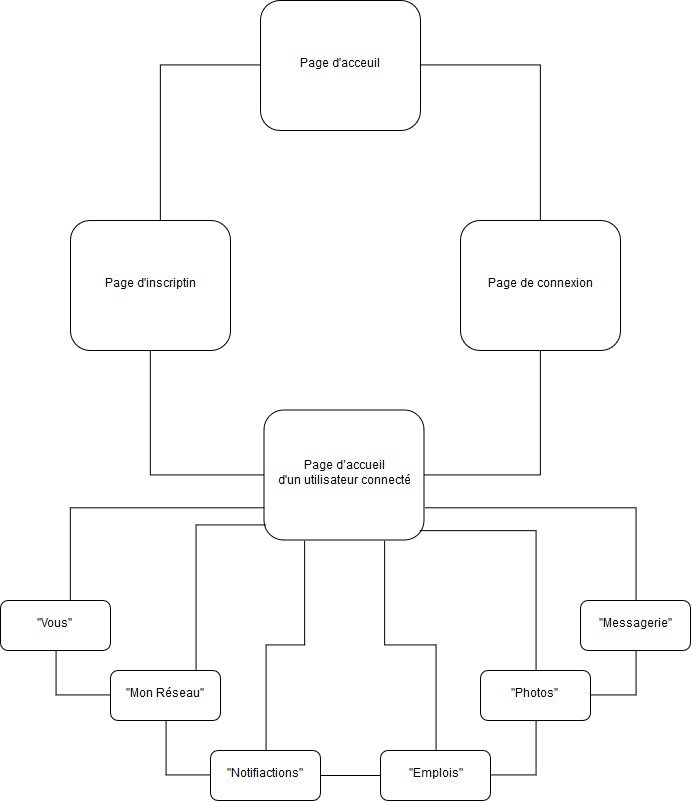 Page d'acceuil
Page d'inscriptin
Page de connexion
Page d'accueil
d'un utilisateur connecté
"Vous"
"Messagerie"
"Mon Réseau"
"Photos"
"Notifiactions"
"Emplois"